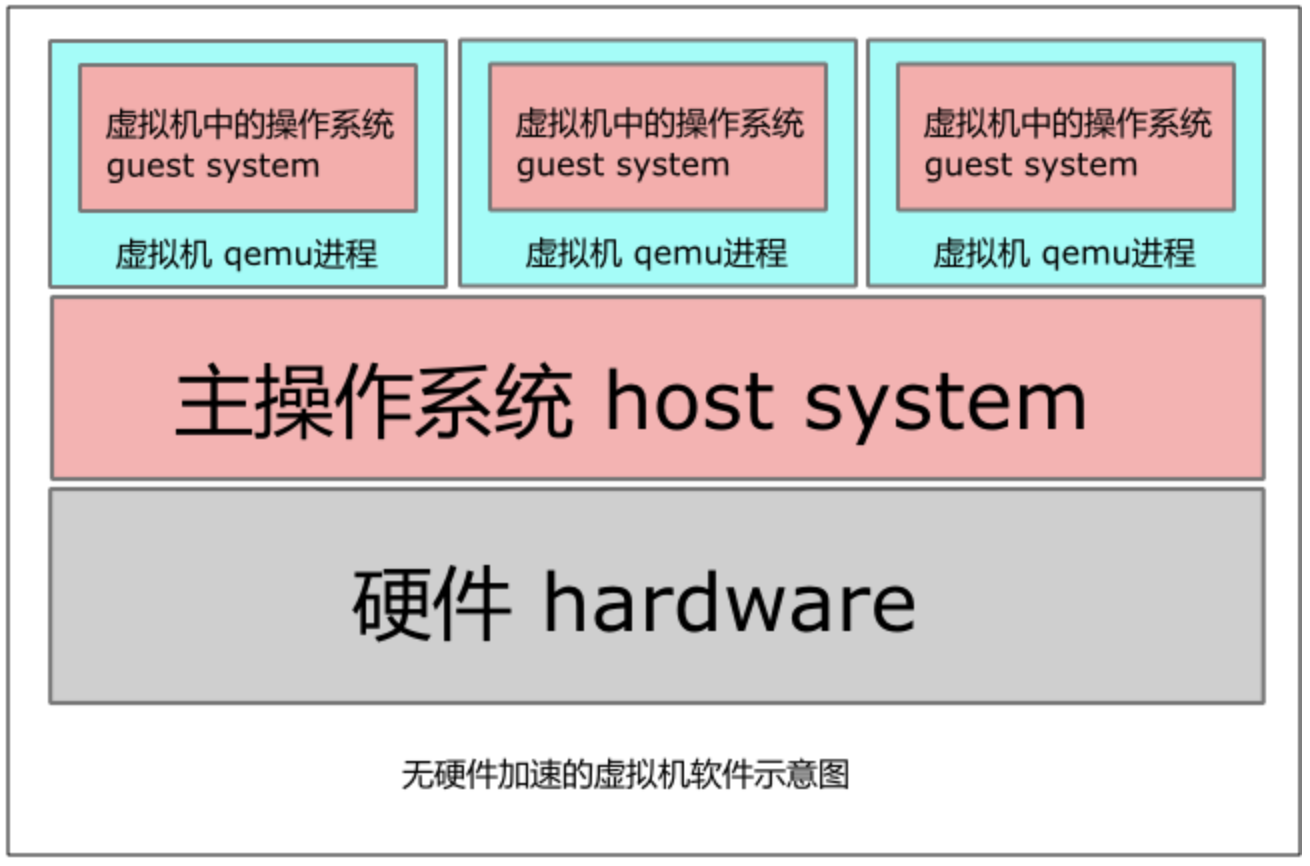 虚拟机中的操作系统
guest system
虚拟机 qemu进程
虚拟机中的操作系统
guest system
虚拟机 qemu进程
虚拟机中的操作系统
guest system
虚拟机 qemu进程
主操作系统 host system
硬件 hardware
无硬件加速的虚拟机软件示意图